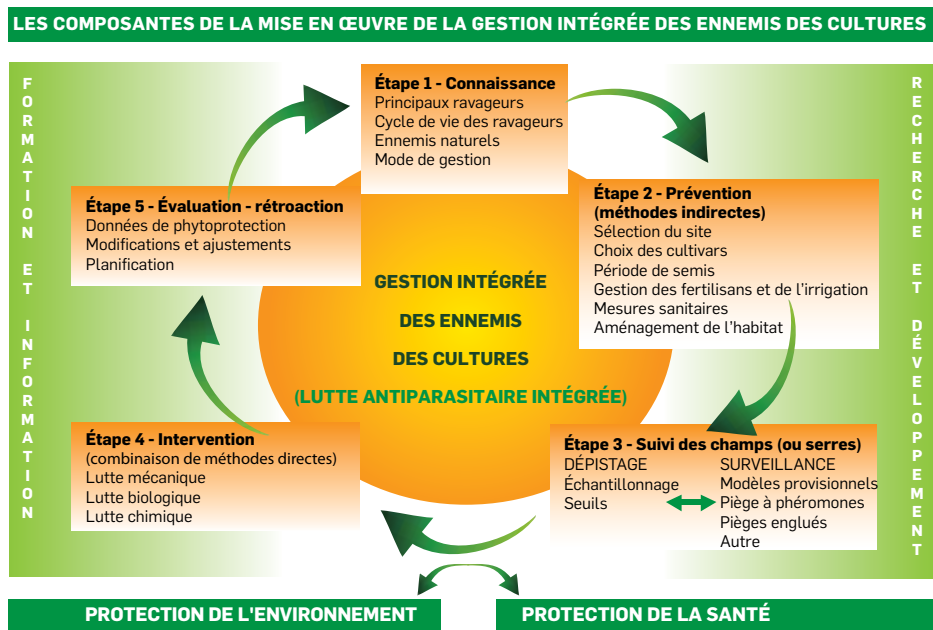 LES COMPOSANTES DE LA MISE EN ŒUVRE DE LA GESTION INTÉGRÉE DES ENNEMIS DES CULTURES
FORMATION ET INFORMATION
Étape 1 - Connaissance
Principaux ravageurs
Cycle de vie des ravageurs
Ennemis naturels
Mode de gestion
RECHERCHE ET DÉVELOPPEMENT
Étape 2 - Prévention
(méthodes indirectes)
Sélection du site
Choix des cultivars
Période de semis
Gestion des fertilisans et de l'irrigation
Mesures sanitaires
Aménagement de l'habitat
Étape 3 - Suivi des champs (ou serres)
DÉPISTAGE
Échantillonnage
Seuils
SURVEILLANCE
Modèles provisionnels
Piège à phéromones
Pièges englués
Autre
Étape 4 - Intervention
(combinaison de méthodes directes)
Lutte mécanique
Lutte biologique
Lutte chimique
Étape 5 - Évaluation - rétroaction
Données de phytoprotection
Modifications et ajustements
Planification
GESTION INTÉGRÉE
DES ENNEMIS
DES CULTURES
(LUTTE ANTIPARASITAIRE INTÉGRÉE)
PROTECTION DE L'ENVIRONNEMENT
PROTECTION DE LA SANTÉ